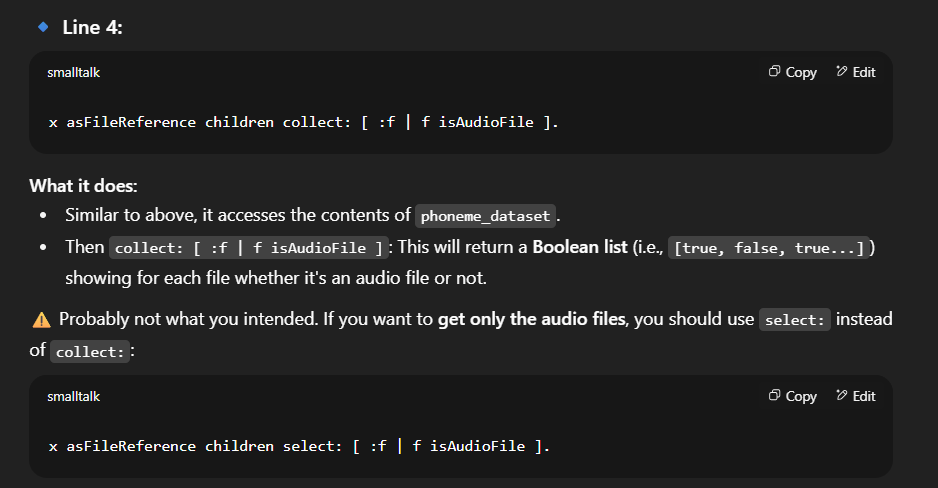 Line 4:
smalltalk Copy Edit
x asFileReference children collect: [ :f | f isAudioFile ].
What it does:
• Similar to above, it accesses the contents of phoneme_dataset.
• Then collect: [ :f | f isAudioFile ]: This will return a Boolean list (i.e., [true, false, true...])
showing for each file whether it's an audio file or not.
⚠ Probably not what you intended. If you want to get only the audio files, you should use select: instead
of collect::
smalltalk Copy Edit
x asFileReference children select: [ :f | f isAudioFile ].